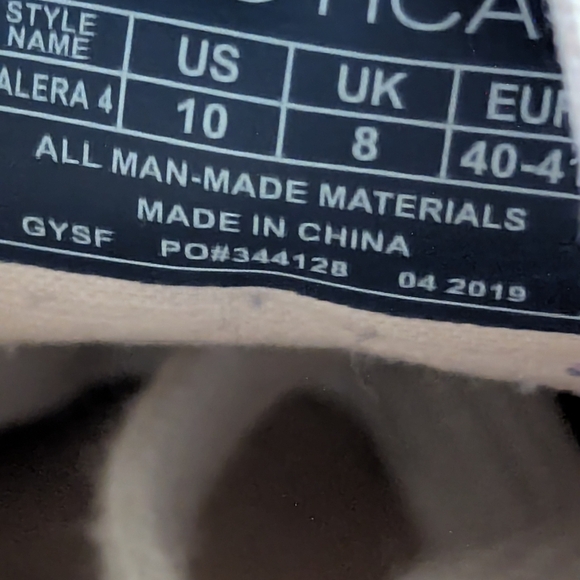 STYLE NAME US UK EUR
ALERA 4 10 8 40-41
ALL MAN-MADE MATERIALS
MADE IN CHINA
GYSF PO#344128 04 2019